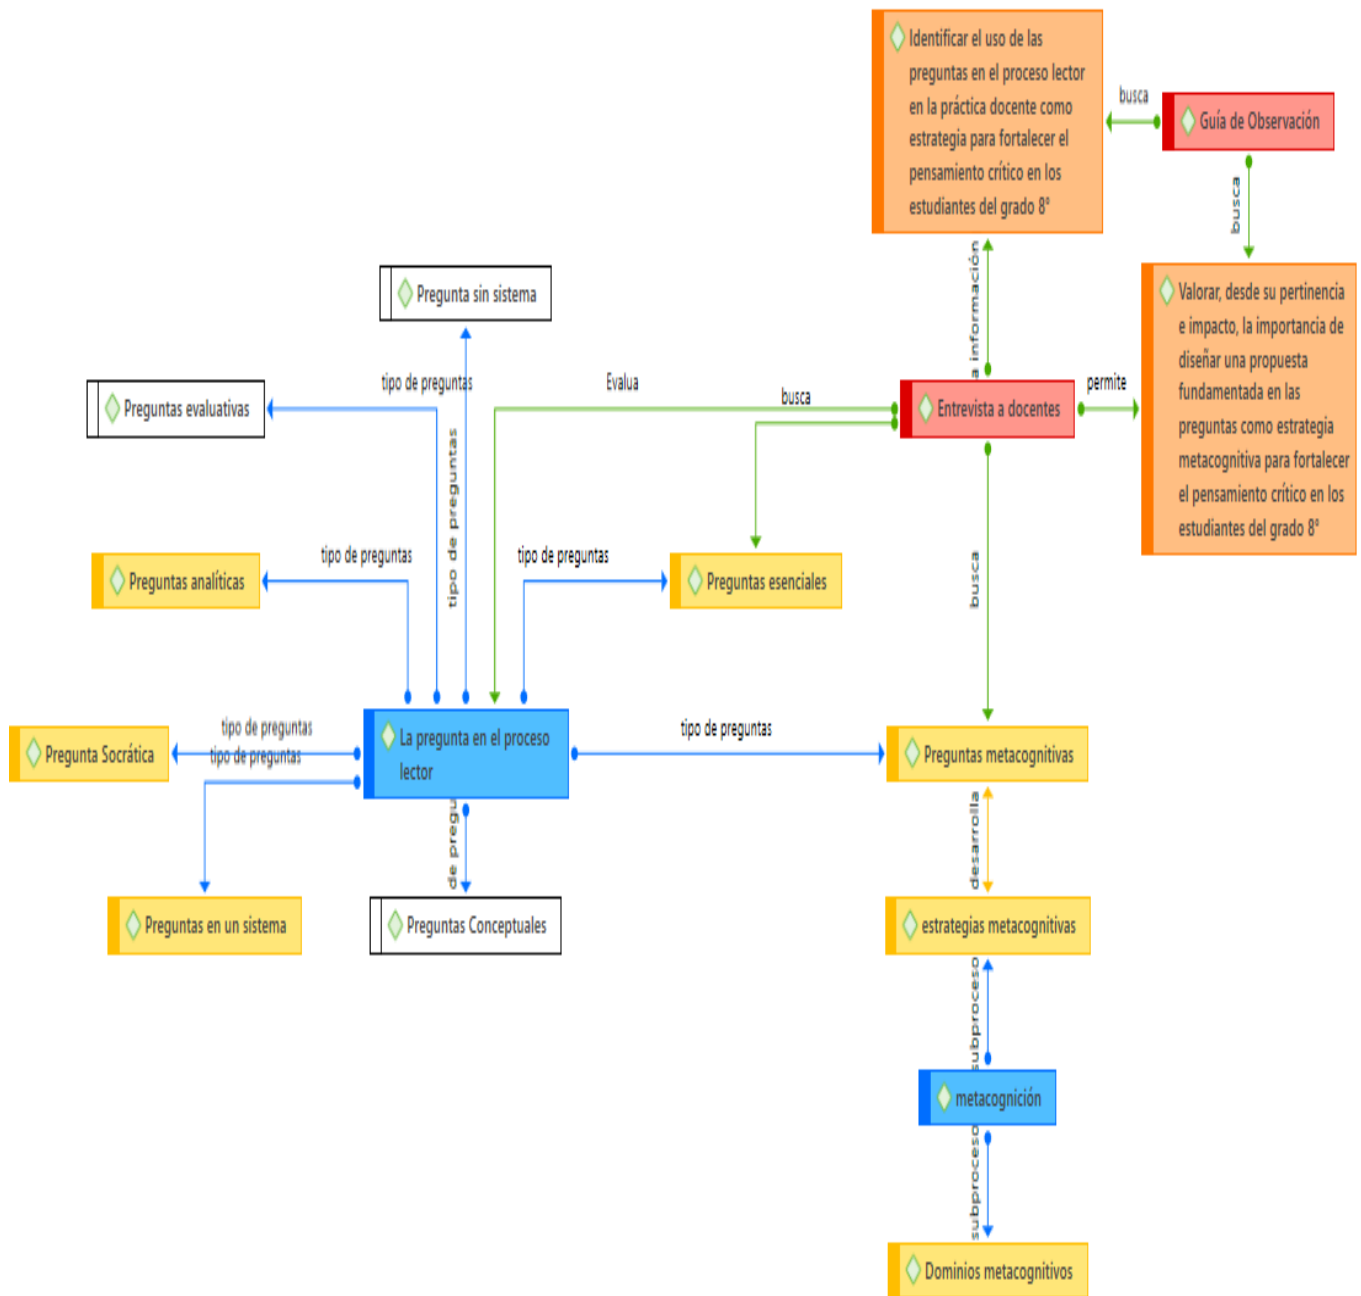 Identificar el uso de las
preguntas en el proceso lector
en la práctica docente como
estrategia para fortalecer el
pensamiento crítico en los
estudiantes del grado 8º
busca
Guía de Observación
busca
a información
Valorar, desde su pertinencia
e impacto, la importancia de
diseñar una propuesta
fundamentada en las
preguntas como estrategia
metacognitiva para fortalecer
el pensamiento crítico en los
estudiantes del grado 8º
Pregunta sin sistema
tipo de preguntas
Evalua
busca
Entrevista a docentes
permite
Preguntas evaluativas
tipo de preguntas
tipo de preguntas
tipo de preguntas
busca
Preguntas analíticas
Preguntas esenciales
tipo de preguntas
tipo de preguntas
Pregunta Socrática
La pregunta en el proceso
lector
tipo de preguntas
Preguntas metacognitivas
de pregu
desarrolla
Preguntas en un sistema
Preguntas Conceptuales
estrategias metacognitivas
subproceso
metacognición
subproceso
Dominios metacognitivos